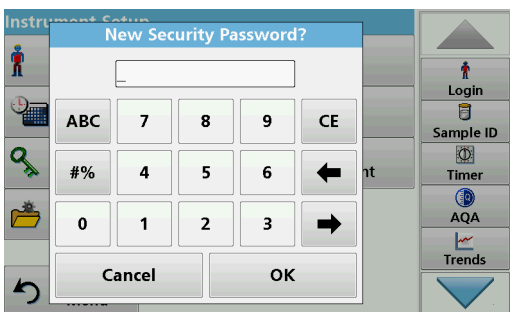 Instrument Setup
New Security Password?
_
ABC 7 8 9 CE
#% 4 5 6
0 1 2 3
Cancel OK
nt
Login
Sample ID
Timer
AQA
Trends